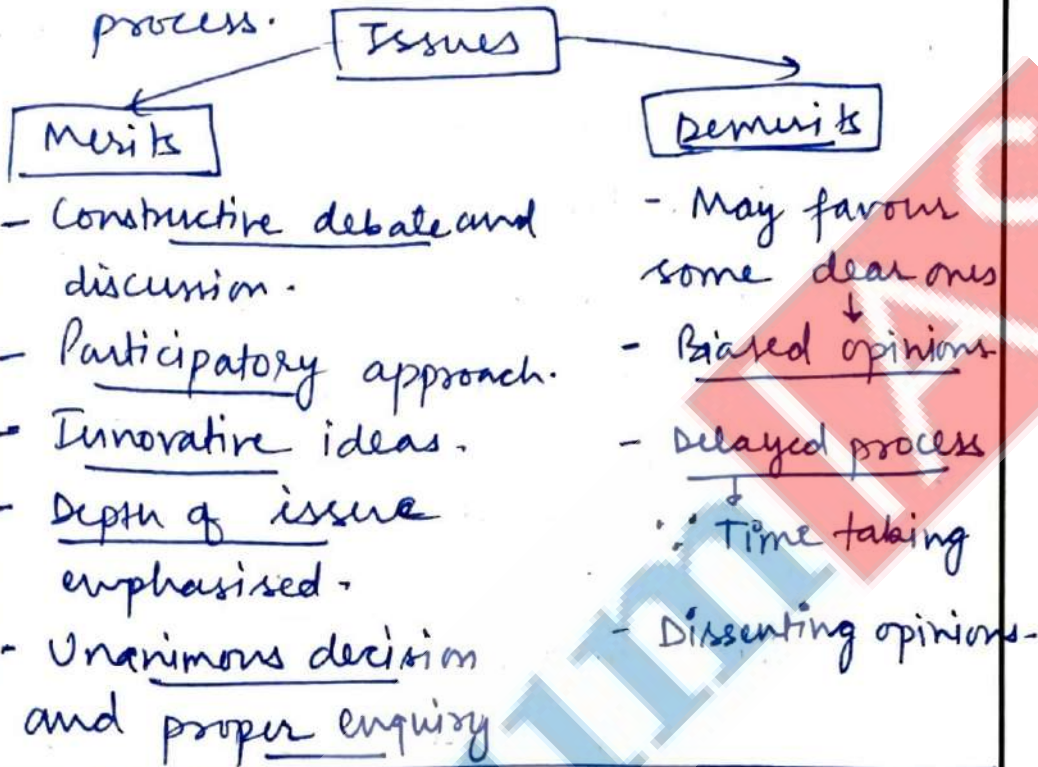 process.
Issues
Merits
Demerits
- Constructive debate and
discussion.
- Participatory approach.
- Innovative ideas.
- Depth of issue
emphasised.
- Unanimous decision
and proper enquiry
- May favour
some dear ones
↓
- Biased opinions
- Delayed process
↓
∵ Time taking
- Dissenting opinions.